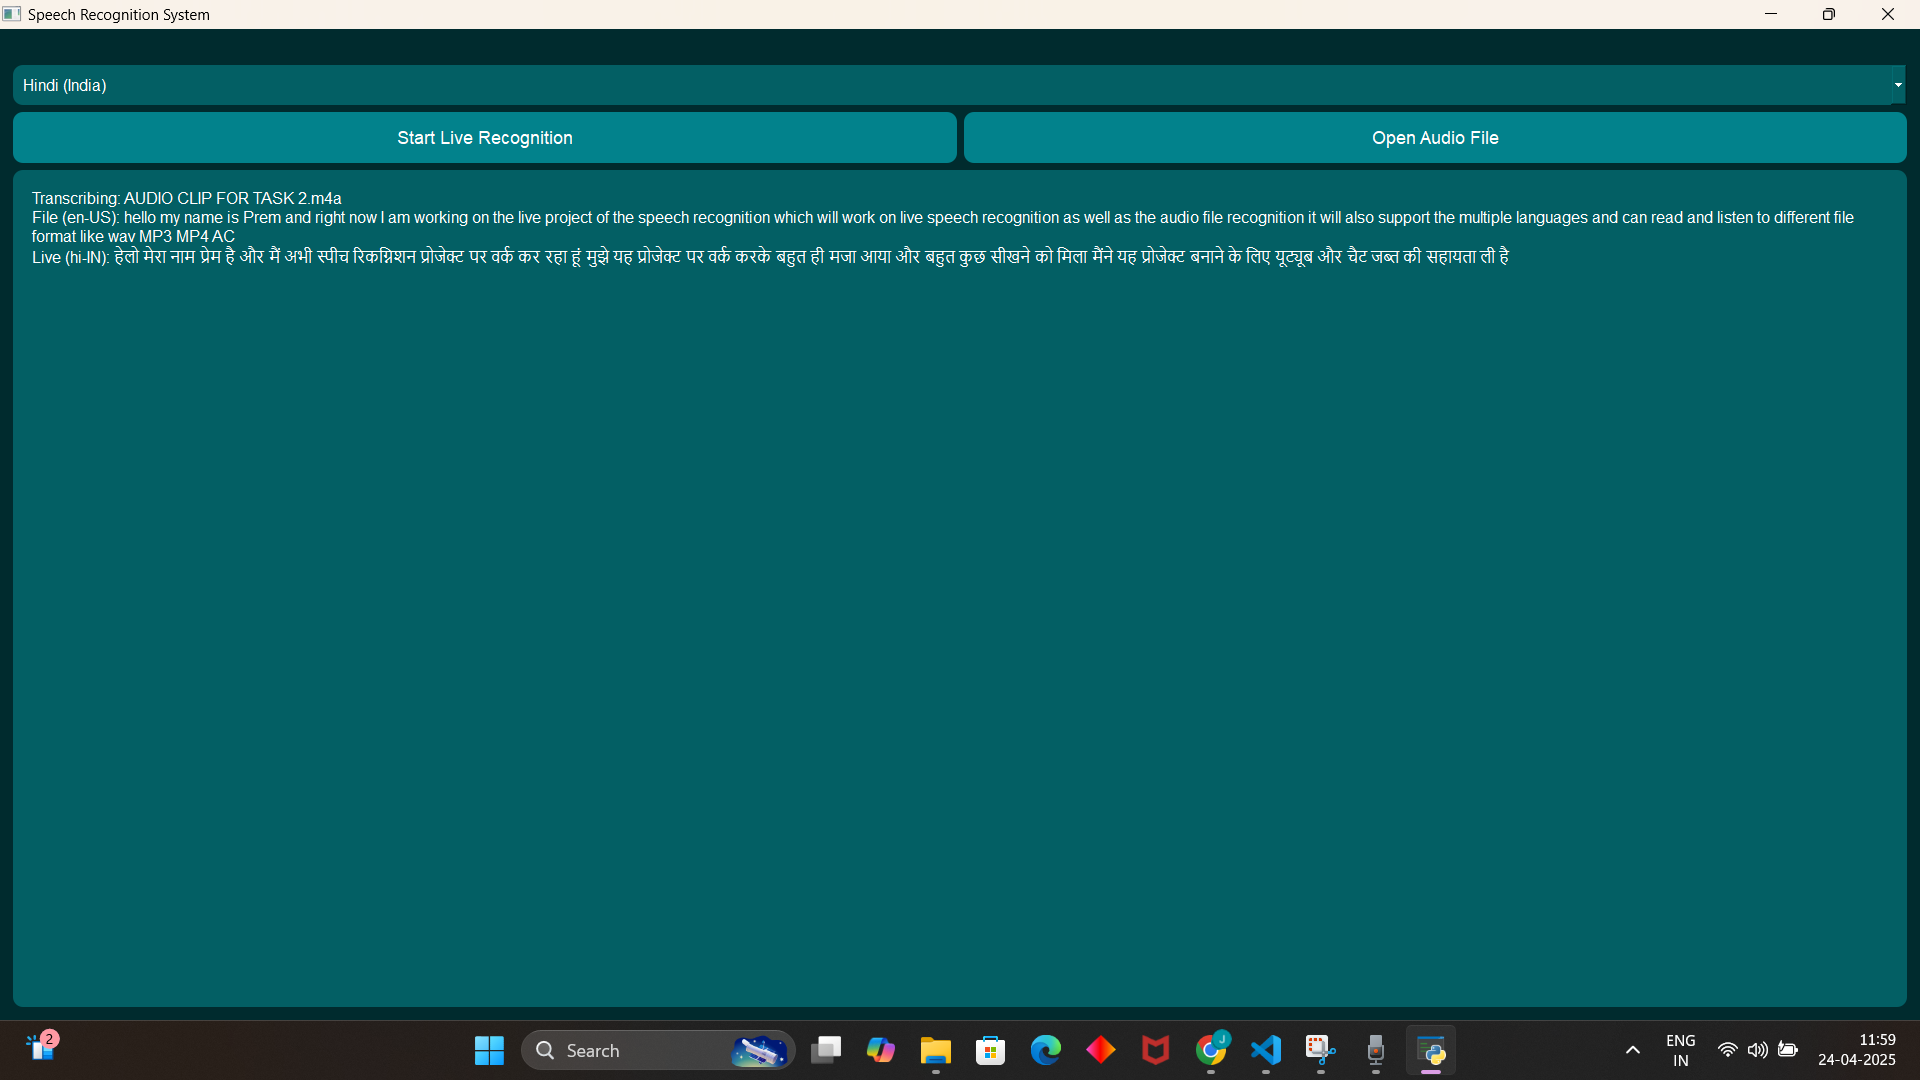 Speech Recognition System
Hindi (India)
Start Live Recognition
Open Audio File
Transcribing: AUDIO CLIP FOR TASK 2.m4a
File (en-US): hello my name is Prem and right now I am working on the live project of the speech recognition which will work on live speech recognition as well as the audio file recognition it will also support the multiple languages and can read and listen to different file
format like wav MP3 MP4 AC
Live (hi-IN): हेलो मेरा नाम प्रेम है और मैं अभी स्पीच रिकग्निशन प्रोजेक्ट पर वर्क कर रहा हूं मुझे यह प्रोजेक्ट पर वर्क करके बहुत ही मजा आया और बहुत कुछ सीखने को मिला मैंने यह प्रोजेक्ट बनाने के लिए यूट्यूब और चैट जब्त की सहायता ली है
2
Search
J
ENG
IN
11:59
24-04-2025